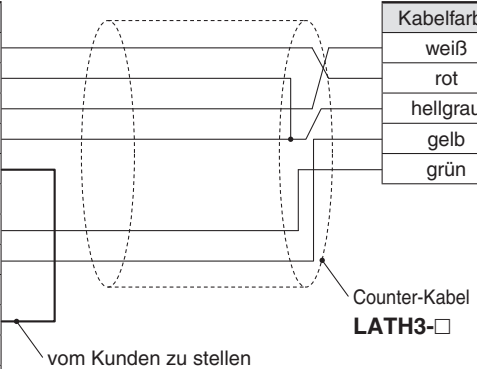 Kabelfarb
weiß
rot
hellgrau
gelb
grün
Counter-Kabel
LATH3-□
vom Kunden zu stellen